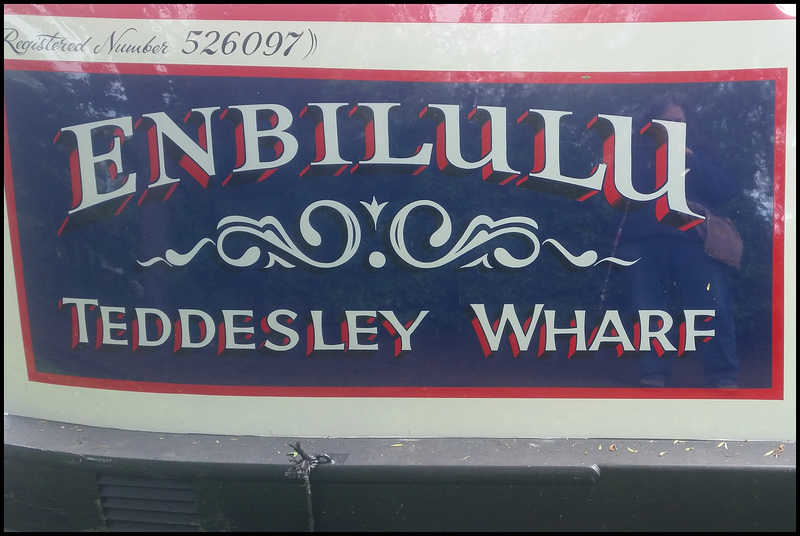 Registered Number 526097)
ENBILULU
TEDDESLEY WHARF